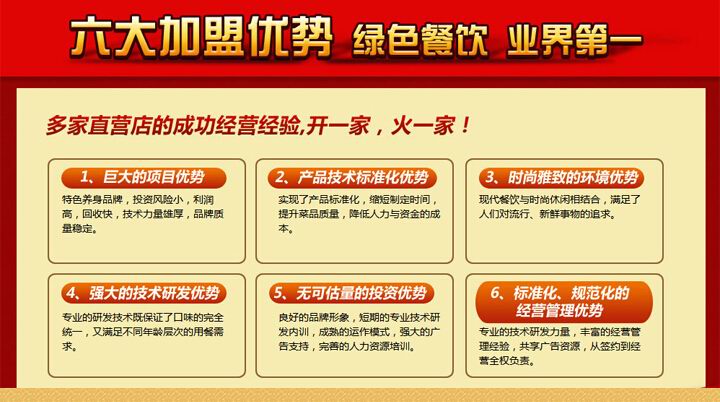 六大加盟优势 绿色餐饮 业界第一
多家直营店的成功经营经验,开一家，火一家！
1、巨大的项目优势
特色养身品牌，投资风险小，利润
高，回收快，技术力量雄厚，品牌质
量稳定。
2、产品技术标准化优势
实现了产品标准化，缩短制定时间，
提升菜品质量，降低人力与资金的成
本。
3、时尚雅致的环境优势
现代餐饮与时尚休闲相结合，满足了
人们对流行、新鲜事物的追求。
4、强大的技术研发优势
专业的研发技术既保证了口味的完全
统一，又满足不同年龄层次的用餐需
求。
5、无可估量的投资优势
良好的品牌形象，短期的专业技术研
发内训，成熟的运作模式，强大的广
告支持，完善的人力资源培训。
6、标准化、规范化的
经营管理优势
专业的技术研发力量，丰富的经营管
理经验，共享广告资源，从签约到经
营全权负责。